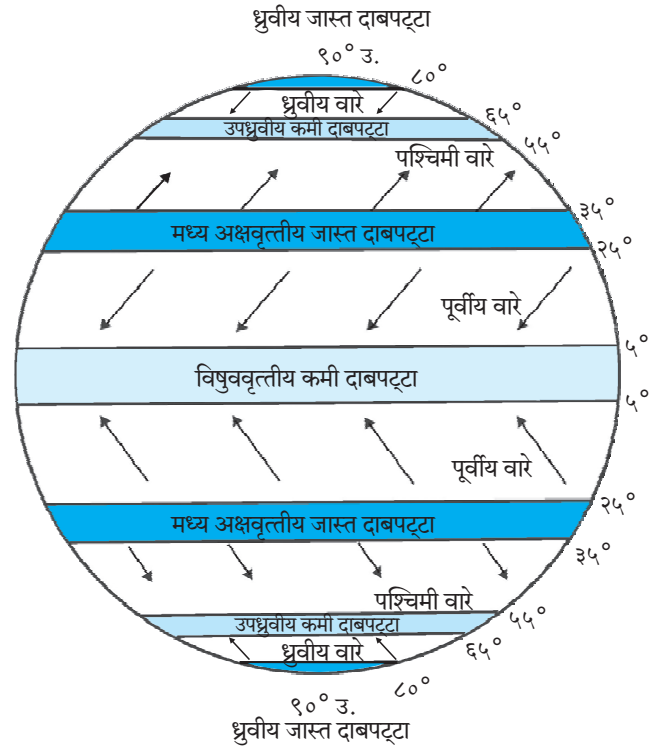 ध्रुवीय जास्त दाबपट्टा
९०° उ.
८०°
ध्रुवीय वारे
६५°
उपध्रुवीय कमी दाबपट्टा
५५°
पश्चिमी वारे
३५°
मध्य अक्षवृत्तीय जास्त दाबपट्टा
२५°
पूर्वीय वारे
५°
विषुववृत्तीय कमी दाबपट्टा
५°
पूर्वीय वारे
२५°
मध्य अक्षवृत्तीय जास्त दाबपट्टा
३५°
पश्चिमी वारे
५५°
उपध्रुवीय कमी दाबपट्टा
६५°
ध्रुवीय वारे
८०°
९०° उ.
ध्रुवीय जास्त दाबपट्टा